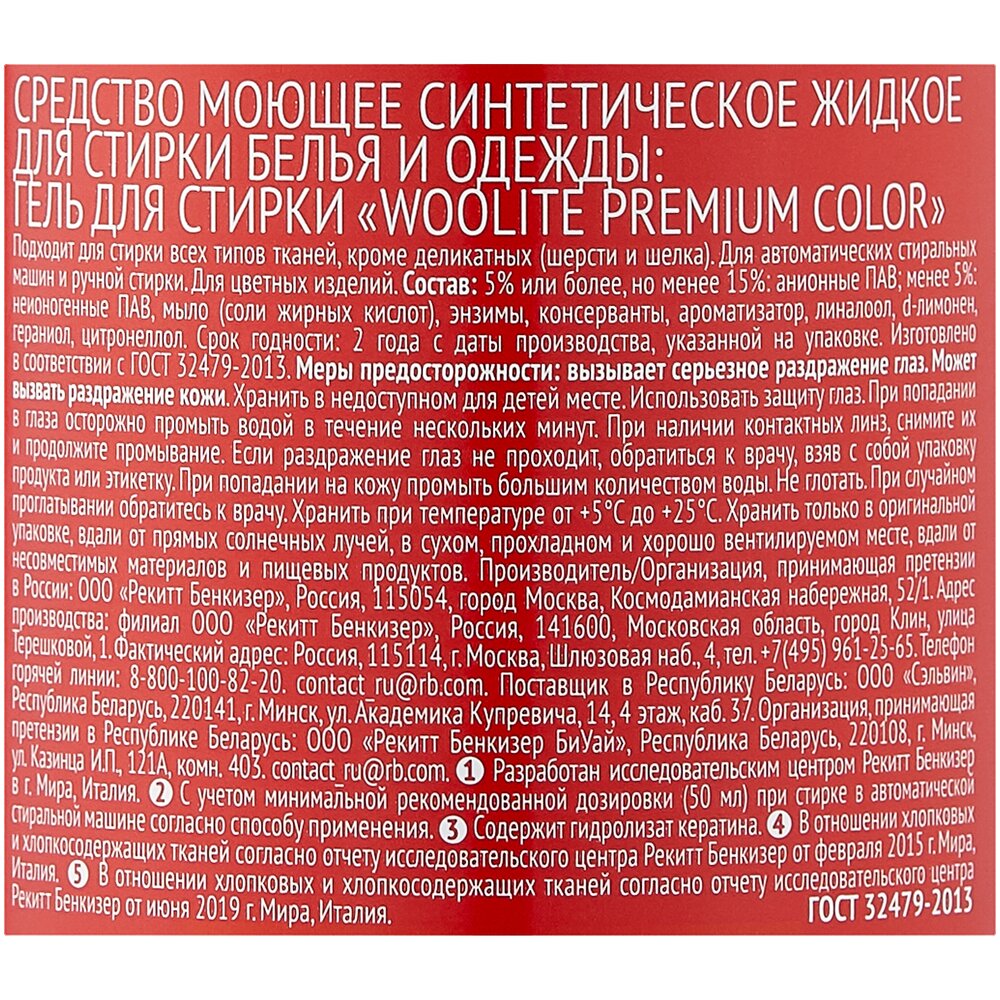 СРЕДСТВО МОЮЩЕЕ СИНТЕТИЧЕСКОЕ ЖИДКОЕ
ДЛЯ СТИРКИ БЕЛЬЯ И ОДЕЖДЫ:
ГЕЛЬ ДЛЯ СТИРКИ «WOOLITE PREMIUM COLOR»
Подходит для стирки всех типов тканей, кроме деликатных (шерсти и шелка). Для автоматических стиральных
машин и ручной стирки. Для цветных изделий. Состав: 5% или более, но менее 15%: анионные ПАВ; менее 5%:
неионогенные ПАВ, мыло (соли жирных кислот), энзимы, консерванты, ароматизатор, линалоол, d-лимонен,
гераниол, цитронеллол. Срок годности: 2 года с даты производства, указанной на упаковке. Изготовлено
в соответствии с ГОСТ 32479-2013. Меры предосторожности: вызывает серьезное раздражение глаз. Может
вызвать раздражение кожи. Хранить в недоступном для детей месте. Использовать защиту глаз. При попадании
в глаза осторожно промыть водой в течение нескольких минут. При наличии контактных линз, снимите их
и продолжите промывание. Если раздражение глаз не проходит, обратиться к врачу, взяв с собой упаковку
продукта или этикетку. При попадании на кожу промыть большим количеством воды. Не глотать. При случайном
проглатывании обратитесь к врачу. Хранить при температуре от +5°C до +25°C. Хранить только в оригинальной
упаковке, вдали от прямых солнечных лучей, в сухом, прохладном и хорошо вентилируемом месте, вдали от
несовместимых материалов и пищевых продуктов. Производитель/Организация, принимающая претензии
в России: ООО «Рекитт Бенкизер», Россия, 115054, город Москва, Космодамианская набережная, 52/1. Адрес
производства: филиал ООО «Рекитт Бенкизер», Россия, 141600, Московская область, город Клин, улица
Терешковой, 1. Фактический адрес: Россия, 115114, г. Москва, Шлюзовая наб., 4, тел. +7(495) 961-25-65. Телефон
горячей линии: 8-800-100-82-20. contact_ru@rb.com. Поставщик в Республику Беларусь: ООО «Сэльвин»,
Республика Беларусь, 220141, г. Минск, ул. Академика Купревича, 14, 4 этаж, каб. 37. Организация, принимающая
претензии в Республике Беларусь: ООО «Рекитт Бенкизер БиУай», Республика Беларусь, 220108, г. Минск,
ул. Казинца И.П., 121А, комн. 403. contact_ru@rb.com. 1 Разработан исследовательским центром Рекитт Бенкизер
в г. Мира, Италия. 2 С учетом минимальной рекомендованной дозировки (50 мл) при стирке в автоматической
стиральной машине согласно способу применения. 3 Содержит гидролизат кератина. 4 В отношении хлопковых
и хлопкосодержащих тканей согласно отчету исследовательского центра Рекитт Бенкизер от февраля 2015 г. Мира,
Италия. 5 В отношении хлопковых и хлопкосодержащих тканей согласно отчету исследовательского центра
Рекитт Бенкизер от июня 2019 г. Мира, Италия.
ГОСТ 32479-2013